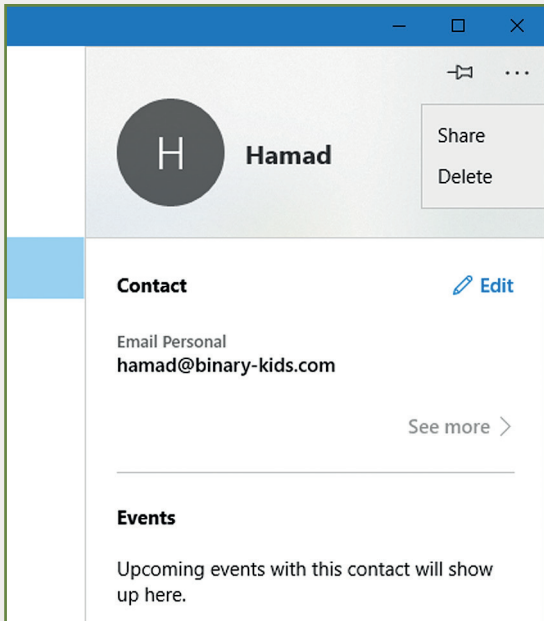 H
Hamad
Share
Delete
Contact
Edit
Email Personal
hamad@binary-kids.com
See more
Events
Upcoming events with this contact will show
up here.